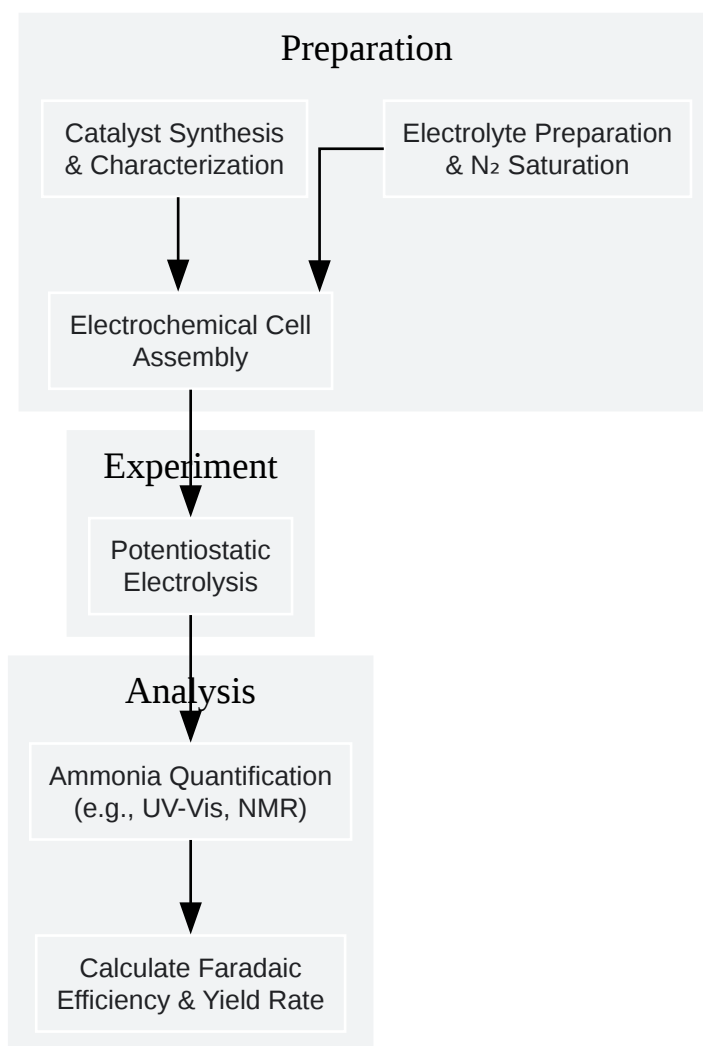 Preparation
Catalyst Synthesis
& Characterization
Electrolyte Preparation
& N₂ Saturation
Electrochemical Cell
Assembly
Experiment
Potentiostatic
Electrolysis
Analysis
Ammonia Quantification
(e.g., UV-Vis, NMR)
Calculate Faradaic
Efficiency & Yield Rate